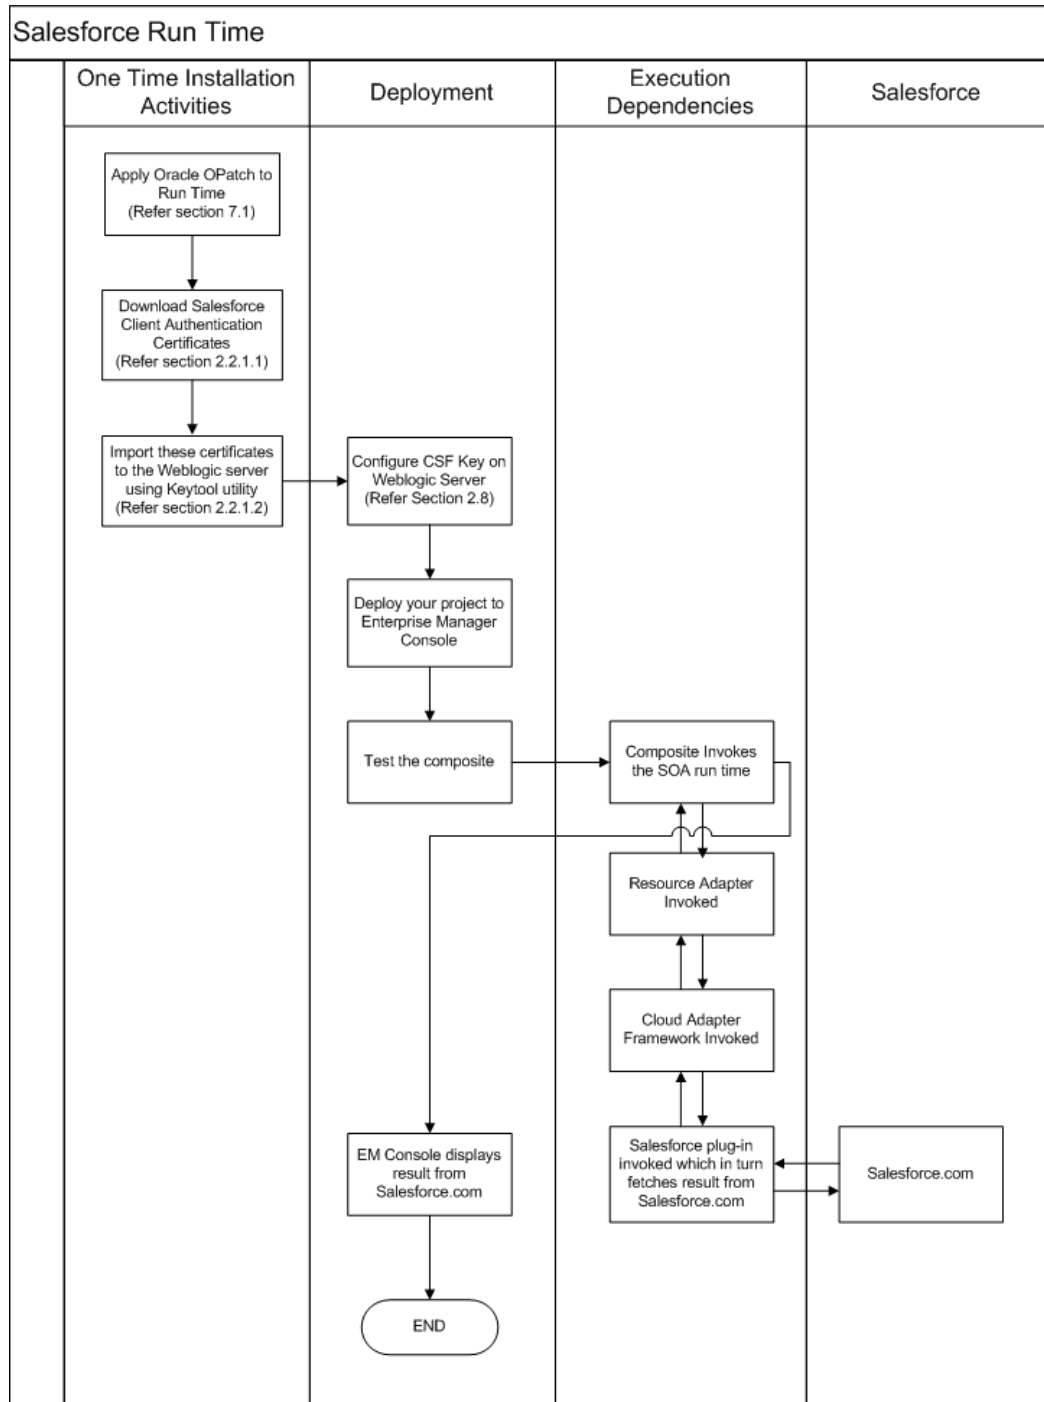 Salesforce Run Time
One Time Installation
Activities
Deployment
Execution
Dependencies
Salesforce
Apply Oracle OPatch to
Run Time
(Refer section 7.1)
Download Salesforce
Client Authentication
Certificates
(Refer section 2.2.1.1)
Import these certificates
to the Weblogic server
using Keytool utility
(Refer section 2.2.1.2)
Configure CSF Key on
Weblogic Server
(Refer Section 2.8)
Deploy your project to
Enterprise Manager
Console
Test the composite
Composite Invokes
the SOA run time
Resource Adapter
Invoked
Cloud Adapter
Framework Invoked
Salesforce plug-in
invoked which in turn
fetches result from
Salesforce.com
Salesforce.com
EM Console displays
result from
Salesforce.com
END